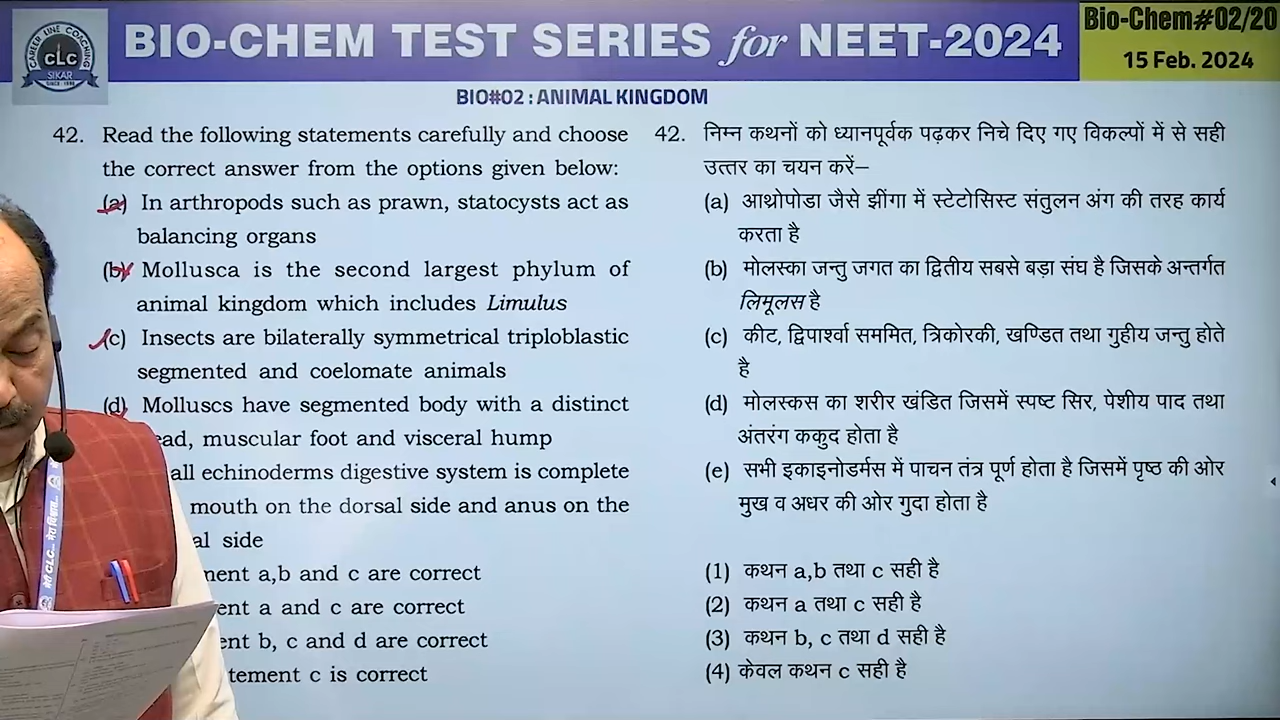 CAREER LINE COACHING
CLC
SIKAR
SINCE : 1996
BIO-CHEM TEST SERIES for NEET-2024
Bio-Chem#02/20
15 Feb. 2024
BIO#02 : ANIMAL KINGDOM
42. Read the following statements carefully and choose
the correct answer from the options given below:
(a) In arthropods such as prawn, statocysts act as
balancing organs
(b) Mollusca is the second largest phylum of
animal kingdom which includes Limulus
(c) Insects are bilaterally symmetrical triploblastic
segmented and coelomate animals
(d) Molluscs have segmented body with a distinct
ead, muscular foot and visceral hump
all echinoderms digestive system is complete
mouth on the dorsal side and anus on the
al side
ment a,b and c are correct
ent a and c are correct
ent b, c and d are correct
tement c is correct
42. निम्न कथनों को ध्यानपूर्वक पढ़कर निचे दिए गए विकल्पों में से सही
उत्तर का चयन करें–
(a) आथ्रोपोडा जैसे झींगा में स्टेटोसिस्ट संतुलन अंग की तरह कार्य
करता है
(b) मोलस्का जन्तु जगत का द्वितीय सबसे बड़ा संघ है जिसके अन्तर्गत
लिमूलस है
(c) कीट, द्विपार्श्वा सममित, त्रिकोरकी, खण्डित तथा गुहीय जन्तु होते
है
(d) मोलस्कस का शरीर खंडित जिसमें स्पष्ट सिर, पेशीय पाद तथा
अंतरंग ककुद होता है
(e) सभी इकाइनोडर्मस में पाचन तंत्र पूर्ण होता है जिसमें पृष्ठ की ओर
मुख व अधर की ओर गुदा होता है
(1) कथन a,b तथा c सही है
(2) कथन a तथा c सही है
(3) कथन b, c तथा d सही है
(4) केवल कथन c सही है
CLC...